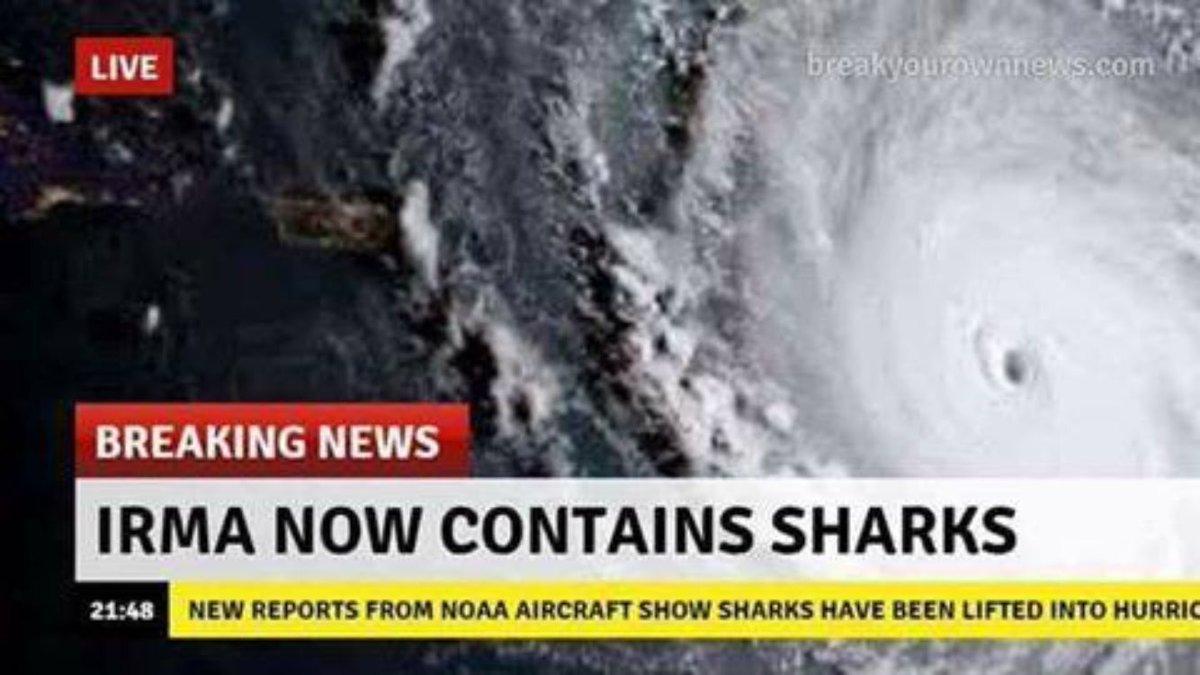 LIVE
breakyourownnews.com
BREAKING NEWS
IRMA NOW CONTAINS SHARKS
21:48
NEW REPORTS FROM NOAA AIRCRAFT SHOW SHARKS HAVE BEEN LIFTED INTO